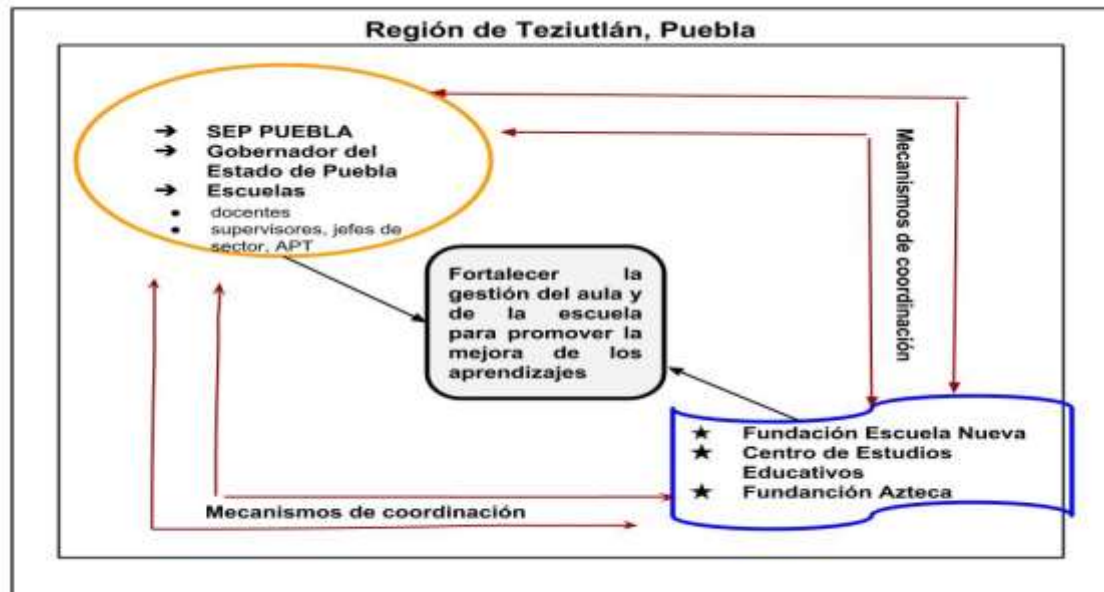 Región de Teziutlán, Puebla
➔ SEP PUEBLA
➔ Gobernador del
Estado de Puebla
➔ Escuelas
• docentes
• supervisores, jefes de
sector, APT
Fortalecer la
gestión del aula y
de la escuela
para promover la
mejora de los
aprendizajes
Mecanismos de coordinación
★ Fundación Escuela Nueva
★ Centro de Estudios
Educativos
★ Fundanción Azteca
Mecanismos de coordinación